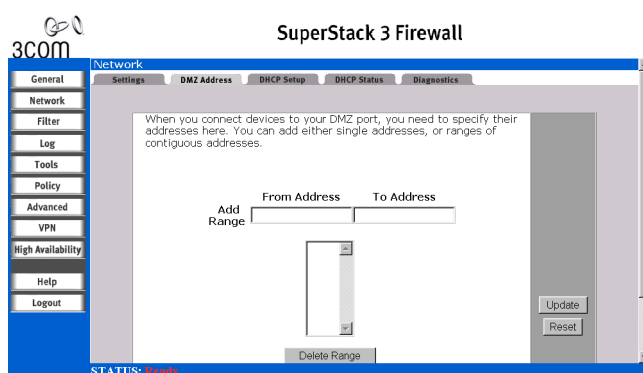 3COM
SuperStack 3 Firewall
Network
Settings
DMZ Address
DHCP Setup
DHCP Status
Diagnostics
General
Network
Filter
Log
Tools
Policy
Advanced
VPN
High Availability
Help
Logout
When you connect devices to your DMZ port, you need to specify their
addresses here. You can add either single addresses, or ranges of
contiguous addresses.
From Address
To Address
Add
Range
Delete Range
Update
Reset
STATUS: Ready